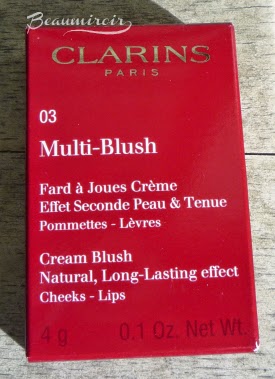 Beaumiroir
CLARINS
PARIS
03
Multi-Blush
Fard à Joues Crème
Effet Seconde Peau & Tenue
Pommettes - Lèvres
Cream Blush
Natural, Long-Lasting effect
Cheeks - Lips
4 g 0.1 Oz. Net Wt.